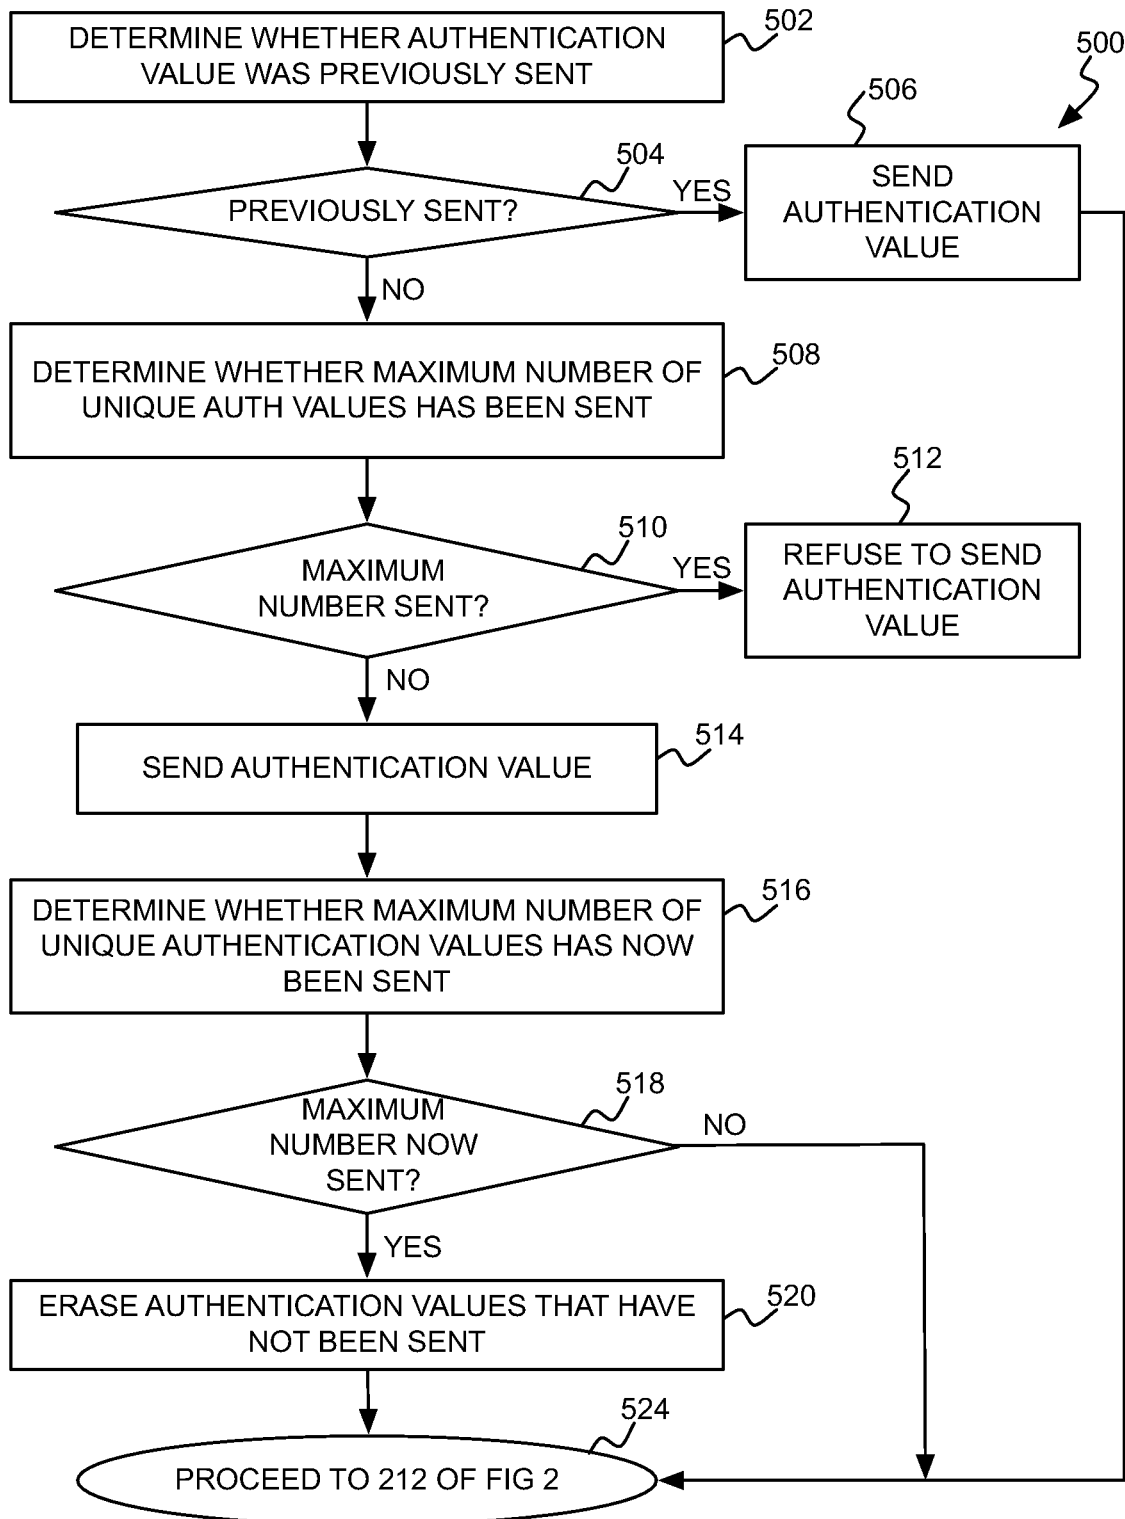 DETERMINE WHETHER AUTHENTICATION
VALUE WAS PREVIOUSLY SENT
502
500
506
504
PREVIOUSLY SENT?
YES
SEND
AUTHENTICATION
VALUE
NO
DETERMINE WHETHER MAXIMUM NUMBER OF
UNIQUE AUTH VALUES HAS BEEN SENT
508
512
510
MAXIMUM
NUMBER SENT?
YES
REFUSE TO SEND
AUTHENTICATION
VALUE
NO
514
SEND AUTHENTICATION VALUE
516
DETERMINE WHETHER MAXIMUM NUMBER OF
UNIQUE AUTHENTICATION VALUES HAS NOW
BEEN SENT
518
MAXIMUM
NUMBER NOW
SENT?
NO
YES
520
ERASE AUTHENTICATION VALUES THAT HAVE
NOT BEEN SENT
524
PROCEED TO 212 OF FIG 2